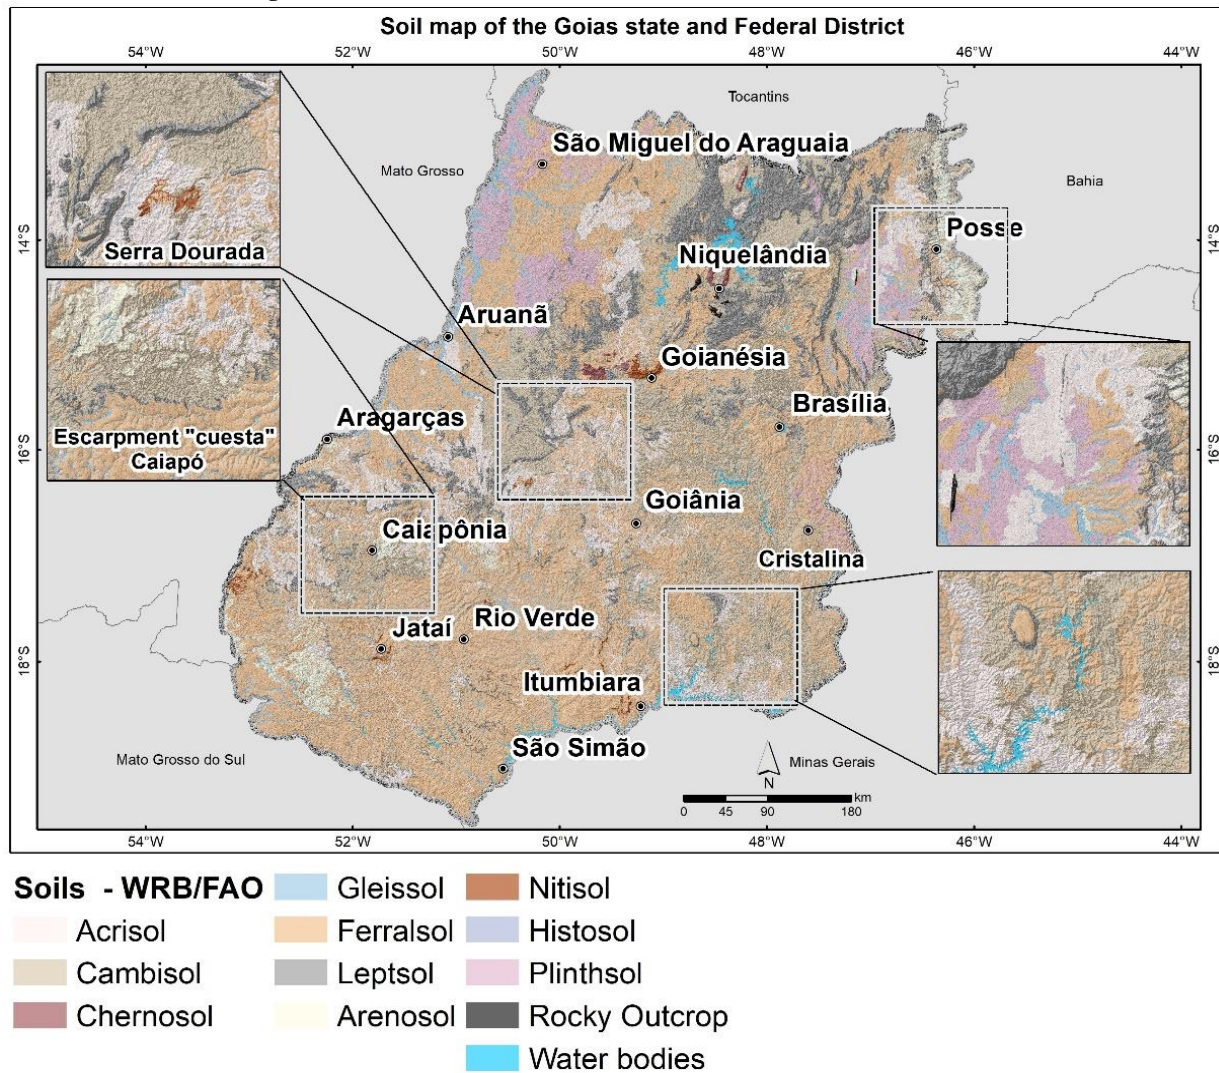 Soil map of the Goias state and Federal District
54°W 52°W 50°W 48°W 46°W 44°W
Tocantins
São Miguel do Araguaia
Mato Grosso
Bahia
14°S
14°S
Serra Dourada
Posse
Niquelândia
Aruanã
Goianésia
Brasília
Aragarças
16°S
16°S
Escarpment "cuesta"
Caiapó
Goiânia
Caiapônia
Cristalina
Rio Verde
Jataí
18°S
18°S
Itumbiara
São Simão
Mato Grosso do Sul
Minas Gerais
N
km
0 45 90 180
54°W 52°W 50°W 48°W 46°W 44°W
Soils - WRB/FAO
Acrisol
Cambisol
Chernosol
Gleissol
Ferralsol
Leptsol
Arenosol
Nitisol
Histosol
Plinthsol
Rocky Outcrop
Water bodies